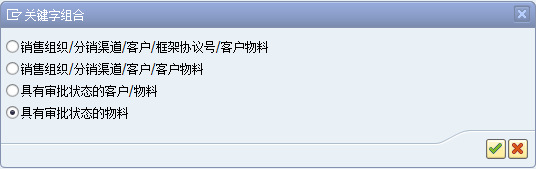 关键字组合
销售组织/分销渠道/客户/框架协议号/客户物料
销售组织/分销渠道/客户/客户物料
具有审批状态的客户/物料
具有审批状态的物料